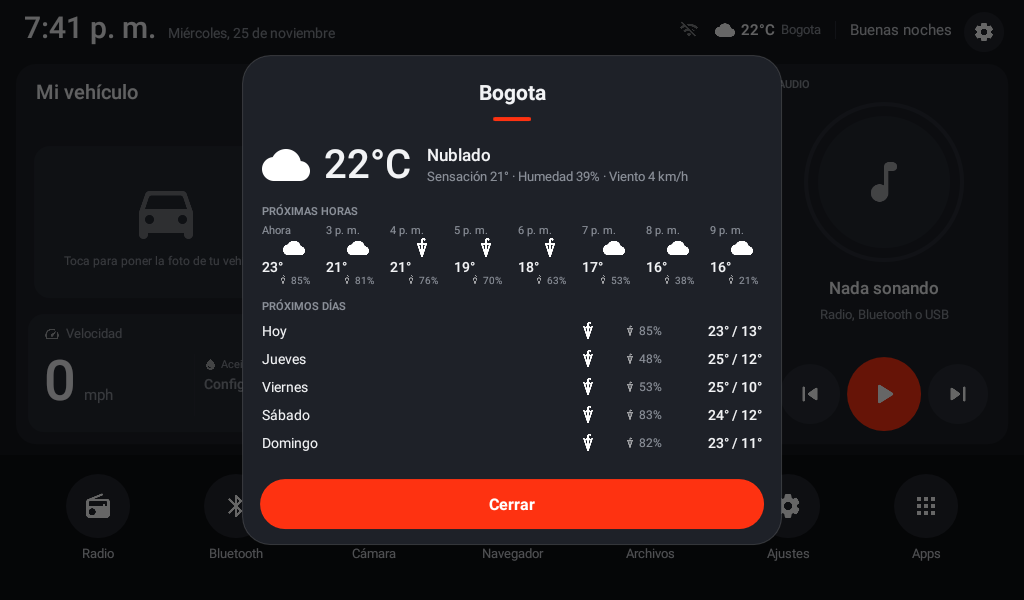 7:41 p. m. Miércoles, 25 de noviembre 22°C Bogota Buenas noches
Mi vehículo
Toca para poner la foto de tu veh
Velocidad
0 mph
Acei
Config
AUDIO
Nada sonando
Radio, Bluetooth o USB
Bogota
22°C Nublado
Sensación 21° · Humedad 39% · Viento 4 km/h
PRÓXIMAS HORAS
Ahora 3 p. m. 4 p. m. 5 p. m. 6 p. m. 7 p. m. 8 p. m. 9 p. m.
23° 21° 21° 19° 18° 17° 16° 16°
85% 81% 76% 70% 63% 53% 38% 21%
PRÓXIMOS DÍAS
Hoy 85% 23° / 13°
Jueves 48% 25° / 12°
Viernes 53% 25° / 10°
Sábado 83% 24° / 12°
Domingo 82% 23° / 11°
Cerrar
Radio Bluetooth Cámara Navegador Archivos Ajustes Apps